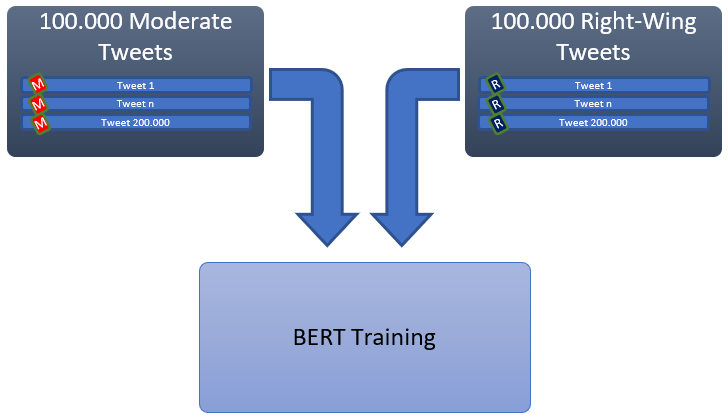 100.000 Moderate
Tweets
M Tweet 1
M Tweet n
M Tweet 200.000
100.000 Right-Wing
Tweets
R Tweet 1
R Tweet n
R Tweet 200.000
BERT Training